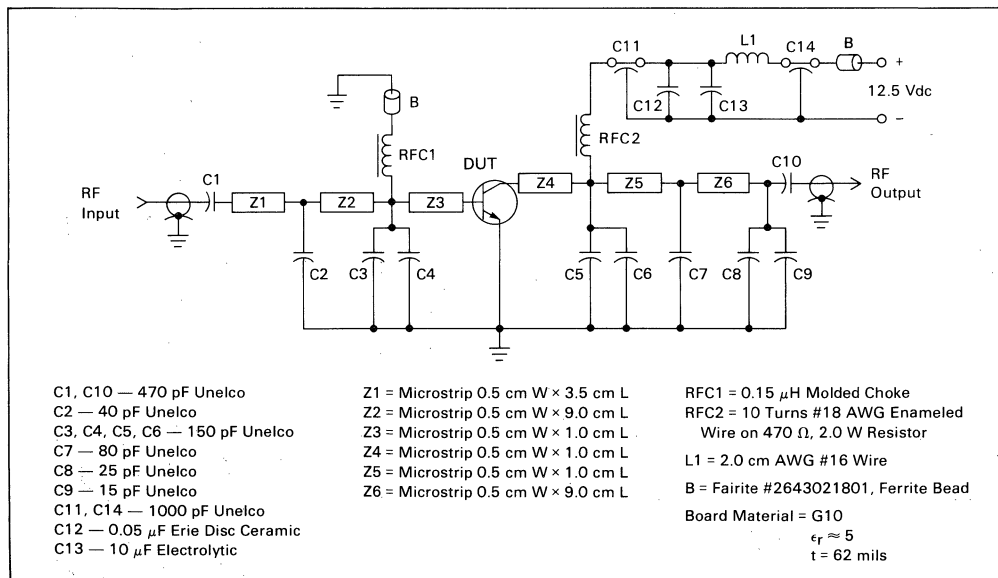 C11
L1
C14
B
+
12.5 Vdc
–
C12
C13
B
RFC1
RFC2
DUT
C10
RF
Input
C1
Z1
Z2
Z3
Z4
Z5
Z6
RF
Output
C2
C3
C4
C5
C6
C7
C8
C9
C1, C10 — 470 pF Unelco
C2 — 40 pF Unelco
C3, C4, C5, C6 — 150 pF Unelco
C7 — 80 pF Unelco
C8 — 25 pF Unelco
C9 — 15 pF Unelco
C11, C14 — 1000 pF Unelco
C12 — 0.05 μF Erie Disc Ceramic
C13 — 10 μF Electrolytic
Z1 = Microstrip 0.5 cm W × 3.5 cm L
Z2 = Microstrip 0.5 cm W × 9.0 cm L
Z3 = Microstrip 0.5 cm W × 1.0 cm L
Z4 = Microstrip 0.5 cm W × 1.0 cm L
Z5 = Microstrip 0.5 cm W × 1.0 cm L
Z6 = Microstrip 0.5 cm W × 9.0 cm L
RFC1 = 0.15 μH Molded Choke
RFC2 = 10 Turns #18 AWG Enameled
Wire on 470 Ω, 2.0 W Resistor
L1 = 2.0 cm AWG #16 Wire
B = Fairite #2643021801, Ferrite Bead
Board Material = G10
ϵr ≈ 5
t = 62 mils